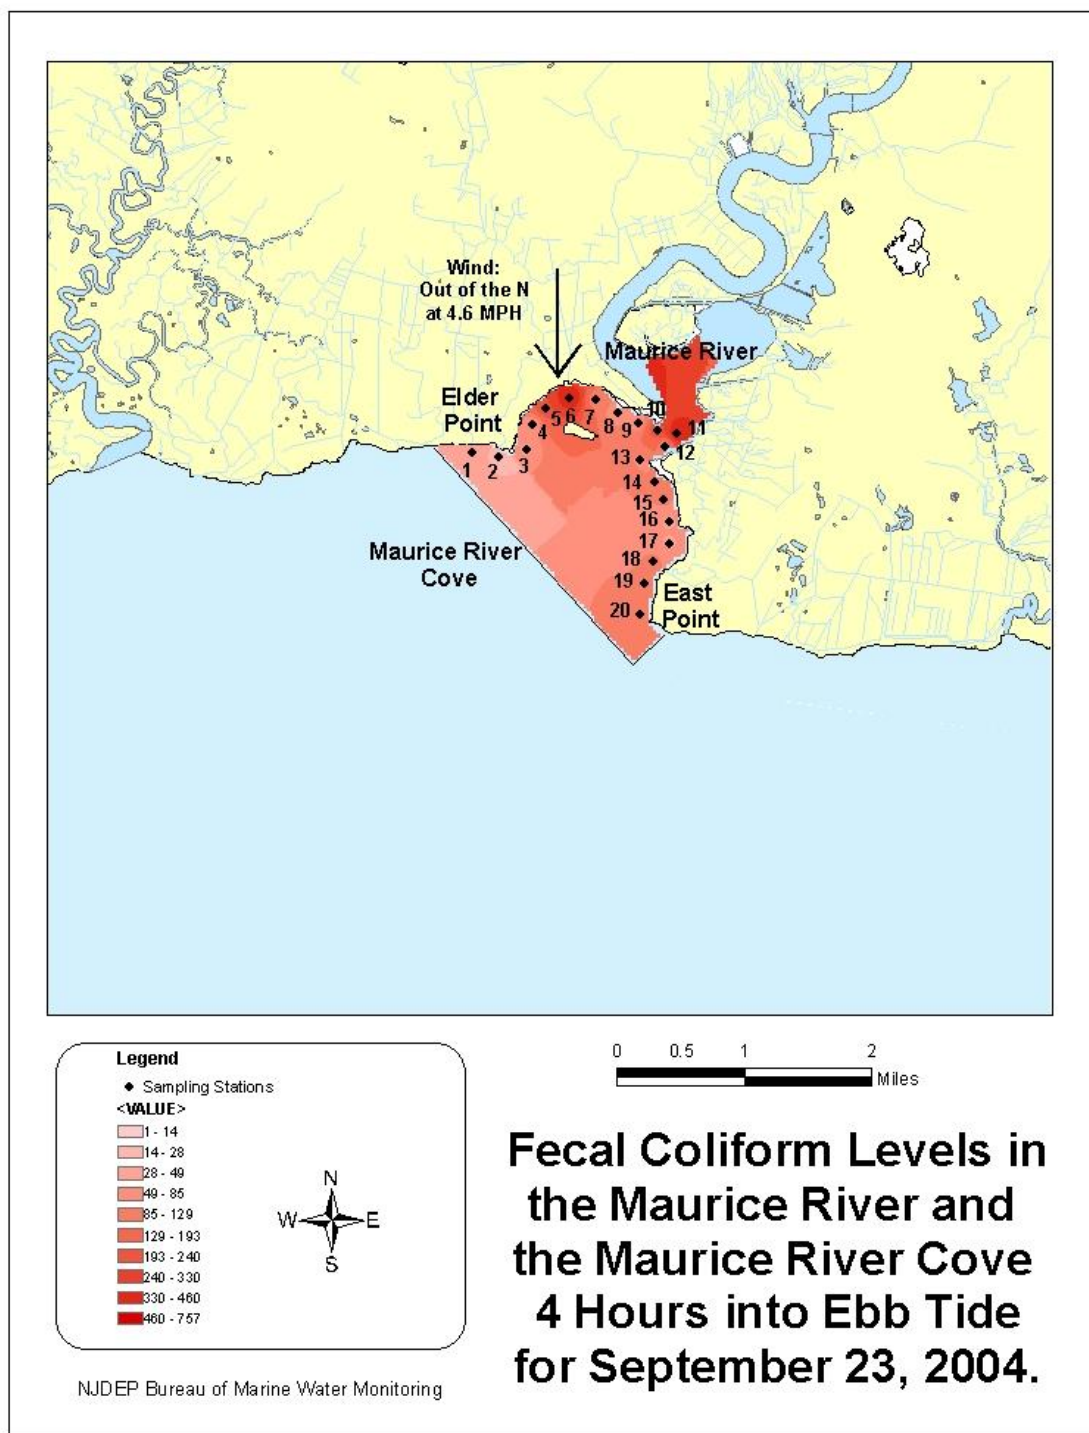 Wind:
Out of the N
at 4.6 MPH
Maurice River
Elder
Point
1
2
3
4
5
6
7
8
9
10
11
12
13
14
15
16
17
18
19
20
Maurice River
Cove
East
Point
Legend
Sampling Stations
<VALUE>
1 - 14
14 - 28
28 - 49
49 - 85
85 - 129
129 - 193
193 - 240
240 - 330
330 - 460
460 - 757
N
W E
S
0 0.5 1 2
Miles
Fecal Coliform Levels in
the Maurice River and
the Maurice River Cove
4 Hours into Ebb Tide
for September 23, 2004.
NJDEP Bureau of Marine Water Monitoring